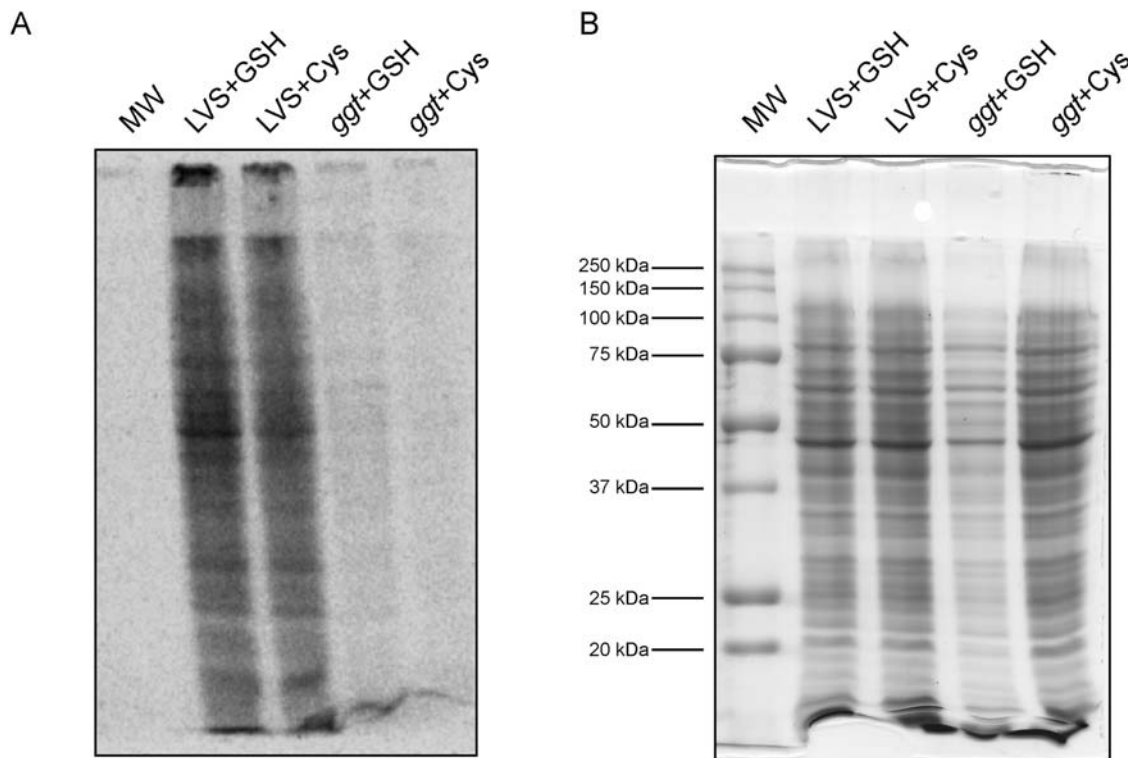 A
MW
LVS+GSH
LVS+Cys
ggt+GSH
ggt+Cys
B
MW
LVS+GSH
LVS+Cys
ggt+GSH
ggt+Cys
250 kDa
150 kDa
100 kDa
75 kDa
50 kDa
37 kDa
25 kDa
20 kDa